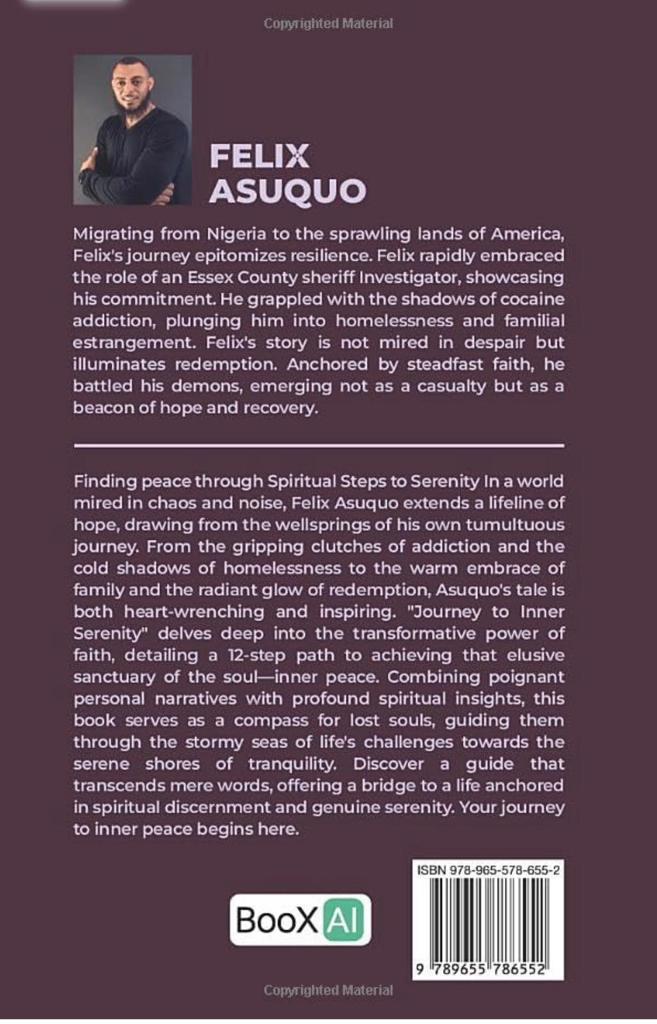 Copyrighted Material
FELIX
ASUQUO
Migrating from Nigeria to the sprawling lands of America,
Felix's journey epitomizes resilience. Felix rapidly embraced
the role of an Essex County sheriff Investigator, showcasing
his commitment. He grappled with the shadows of cocaine
addiction, plunging him into homelessness and familial
estrangement. Felix's story is not mired in despair but
illuminates redemption. Anchored by steadfast faith, he
battled his demons, emerging not as a casualty but as a
beacon of hope and recovery.
Finding peace through Spiritual Steps to Serenity In a world
mired in chaos and noise, Felix Asuquo extends a lifeline of
hope, drawing from the wellsprings of his own tumultuous
journey. From the gripping clutches of addiction and the
cold shadows of homelessness to the warm embrace of
family and the radiant glow of redemption, Asuquo's tale is
both heart-wrenching and inspiring. "Journey to Inner
Serenity" delves deep into the transformative power of
faith, detailing a 12-step path to achieving that elusive
sanctuary of the soul—inner peace. Combining poignant
personal narratives with profound spiritual insights, this
book serves as a compass for lost souls, guiding them
through the stormy seas of life's challenges towards the
serene shores of tranquility. Discover a guide that
transcends mere words, offering a bridge to a life anchored
in spiritual discernment and genuine serenity. Your journey
to inner peace begins here.
ISBN 978-965-578-655-2
BooX AI
9 789655 786552
Copyrighted Material